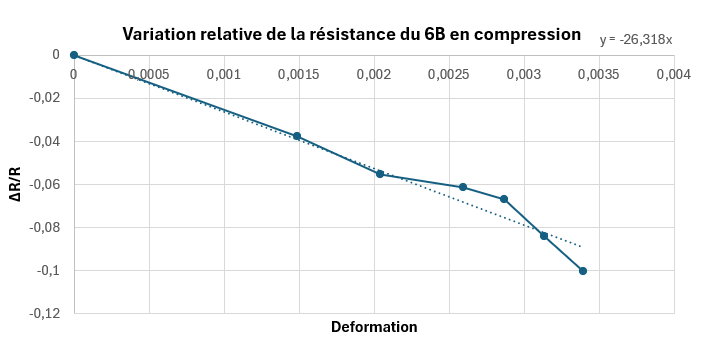 Variation relative de la résistance du 6B en compression
y = -26,318x
0
0 0,0005 0,001 0,0015 0,002 0,0025 0,003 0,0035 0,004
-0,02
-0,04
-0,06
-0,08
-0,1
-0,12
ΔR/R
Deformation